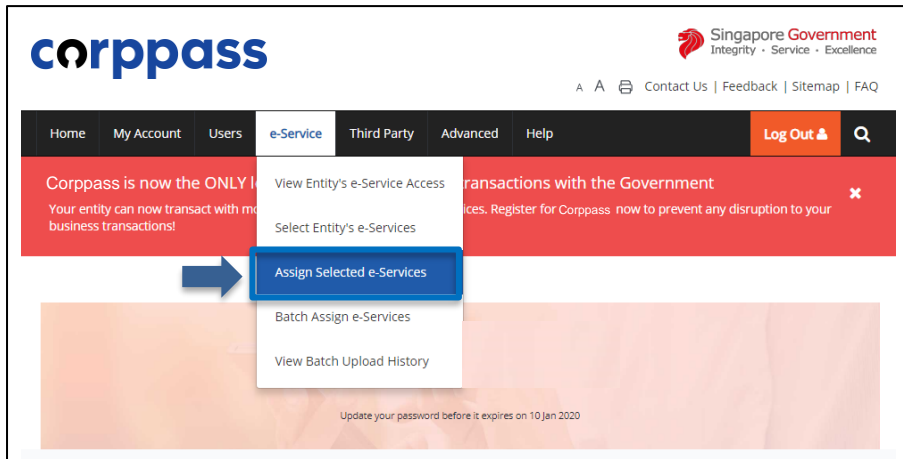 corppass
Singapore Government
Integrity · Service · Excellence
A A Contact Us | Feedback | Sitemap | FAQ
Home My Account Users e-Service Third Party Advanced Help Log Out
Corppass is now the ONLY l ransactions with the Government
Your entity can now transact with m ices. Register for Corppass now to prevent any disruption to your
business transactions!
View Entity's e-Service Access
Select Entity's e-Services
Assign Selected e-Services
Batch Assign e-Services
View Batch Upload History
Update your password before it expires on 10 Jan 2020